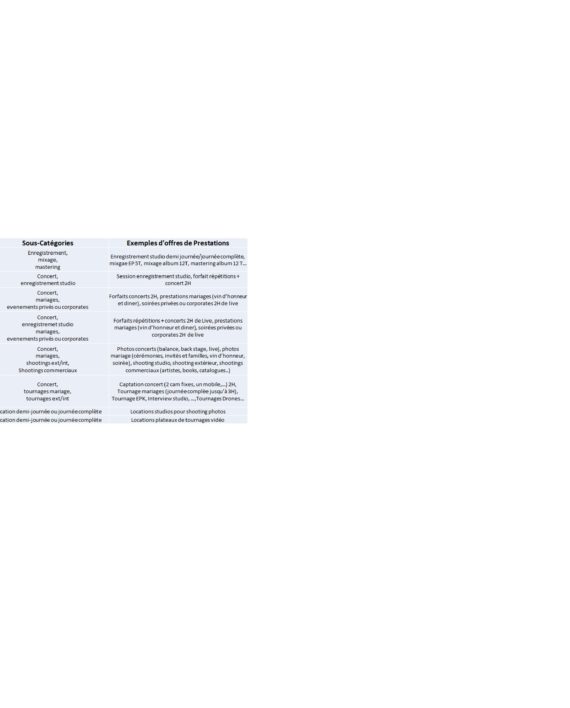 Sous-Catégories Exemples d'offres de Prestations
Enregistrement,
mixage,
mastering
Enregistrement studio demi journée/journée complète,
mixgae EP 5T, mixage album 12T, mastering album 12 T...
Concert,
enregistrement studio
Session enregistrement studio, forfait répétitions +
concert 2H
Concert,
mariages,
evenements privés ou corporates
Forfaits concerts 2H, prestations mariages (vin d'honneur
et diner), soirées privées ou corporates 2H de live
Concert,
enregistremet studio
mariages,
evenements privés ou corporates
Forfaits répétitions + concerts 2H de Live, prestations
mariages (vin d'honneur et diner), soirées privées ou
corporates 2H de live
Concert,
mariages,
shootings ext/int,
Shootings commerciaux
Photos concerts (balance, back stage, live), photos
mariage (cérémonies, invités et familles, vin d'honneur,
soirée), shooting studio, shooting extérieur, shootings
commerciaux (artistes, books, catalogues..)
Concert,
tournages mariage,
tournages ext/int
Captation concert (2 cam fixes, un mobile,...) 2H,
Tournage mariages (journée complée jusqu'à 8H),
Tournage EPK, Interview studio, ...,Tournages Drones...
cation demi-journée ou journée complète Locations studios pour shooting photos
cation demi-journée ou journée complète Locations plateaux de tournages vidéo